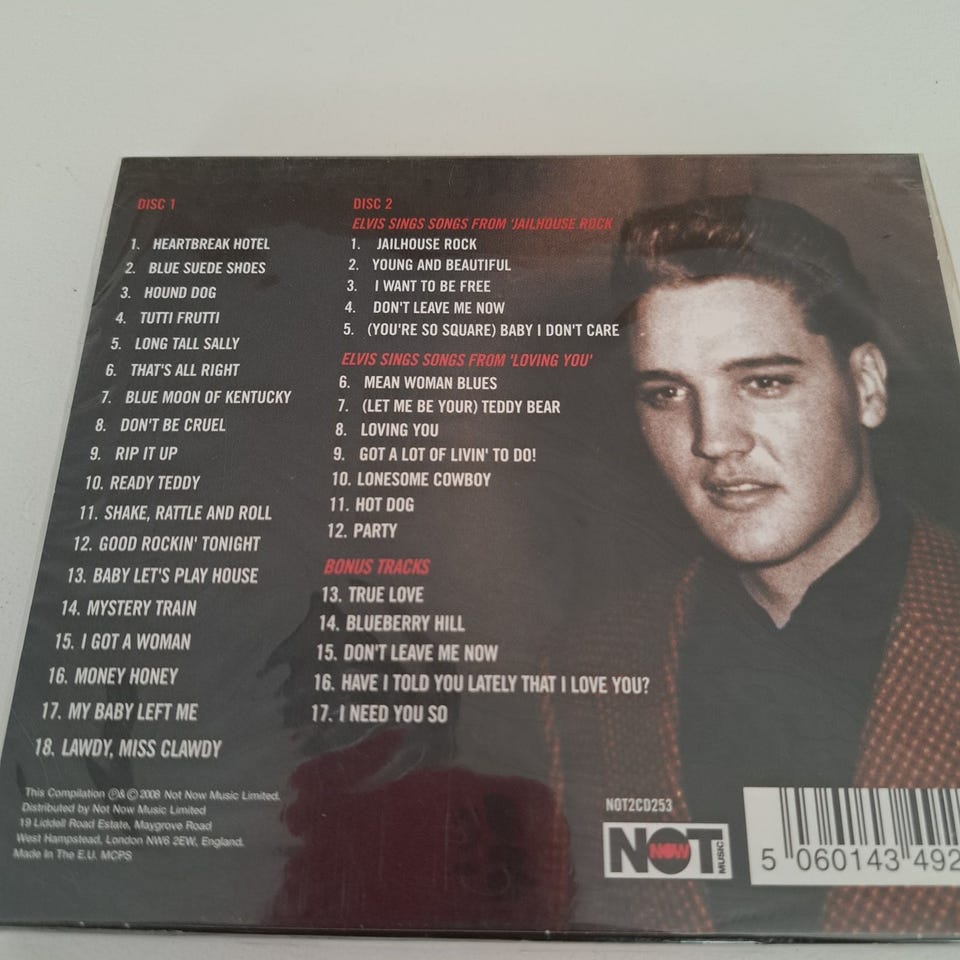 DISC 1
1. HEARTBREAK HOTEL
2. BLUE SUEDE SHOES
3. HOUND DOG
4. TUTTI FRUTTI
5. LONG TALL SALLY
6. THAT'S ALL RIGHT
7. BLUE MOON OF KENTUCKY
8. DON'T BE CRUEL
9. RIP IT UP
10. READY TEDDY
11. SHAKE, RATTLE AND ROLL
12. GOOD ROCKIN' TONIGHT
13. BABY LET'S PLAY HOUSE
14. MYSTERY TRAIN
15. I GOT A WOMAN
16. MONEY HONEY
17. MY BABY LEFT ME
18. LAWDY, MISS CLAWDY
DISC 2
ELVIS SINGS SONGS FROM 'JAILHOUSE ROCK
1. JAILHOUSE ROCK
2. YOUNG AND BEAUTIFUL
3. I WANT TO BE FREE
4. DON'T LEAVE ME NOW
5. (YOU'RE SO SQUARE) BABY I DON'T CARE
ELVIS SINGS SONGS FROM 'LOVING YOU'
6. MEAN WOMAN BLUES
7. (LET ME BE YOUR) TEDDY BEAR
8. LOVING YOU
9. GOT A LOT OF LIVIN' TO DO!
10. LONESOME COWBOY
11. HOT DOG
12. PARTY
BONUS TRACKS
13. TRUE LOVE
14. BLUEBERRY HILL
15. DON'T LEAVE ME NOW
16. HAVE I TOLD YOU LATELY THAT I LOVE YOU?
17. I NEED YOU SO
This Compilation ℗&© 2008 Not Now Music Limited.
Distributed by Not Now Music Limited
19 Liddell Road Estate, Maygrove Road
West Hampstead, London NW6 2EW, England.
Made In The E.U. MCPS
NOT2CD253
NOT NOW MUSIC
5 060143 492